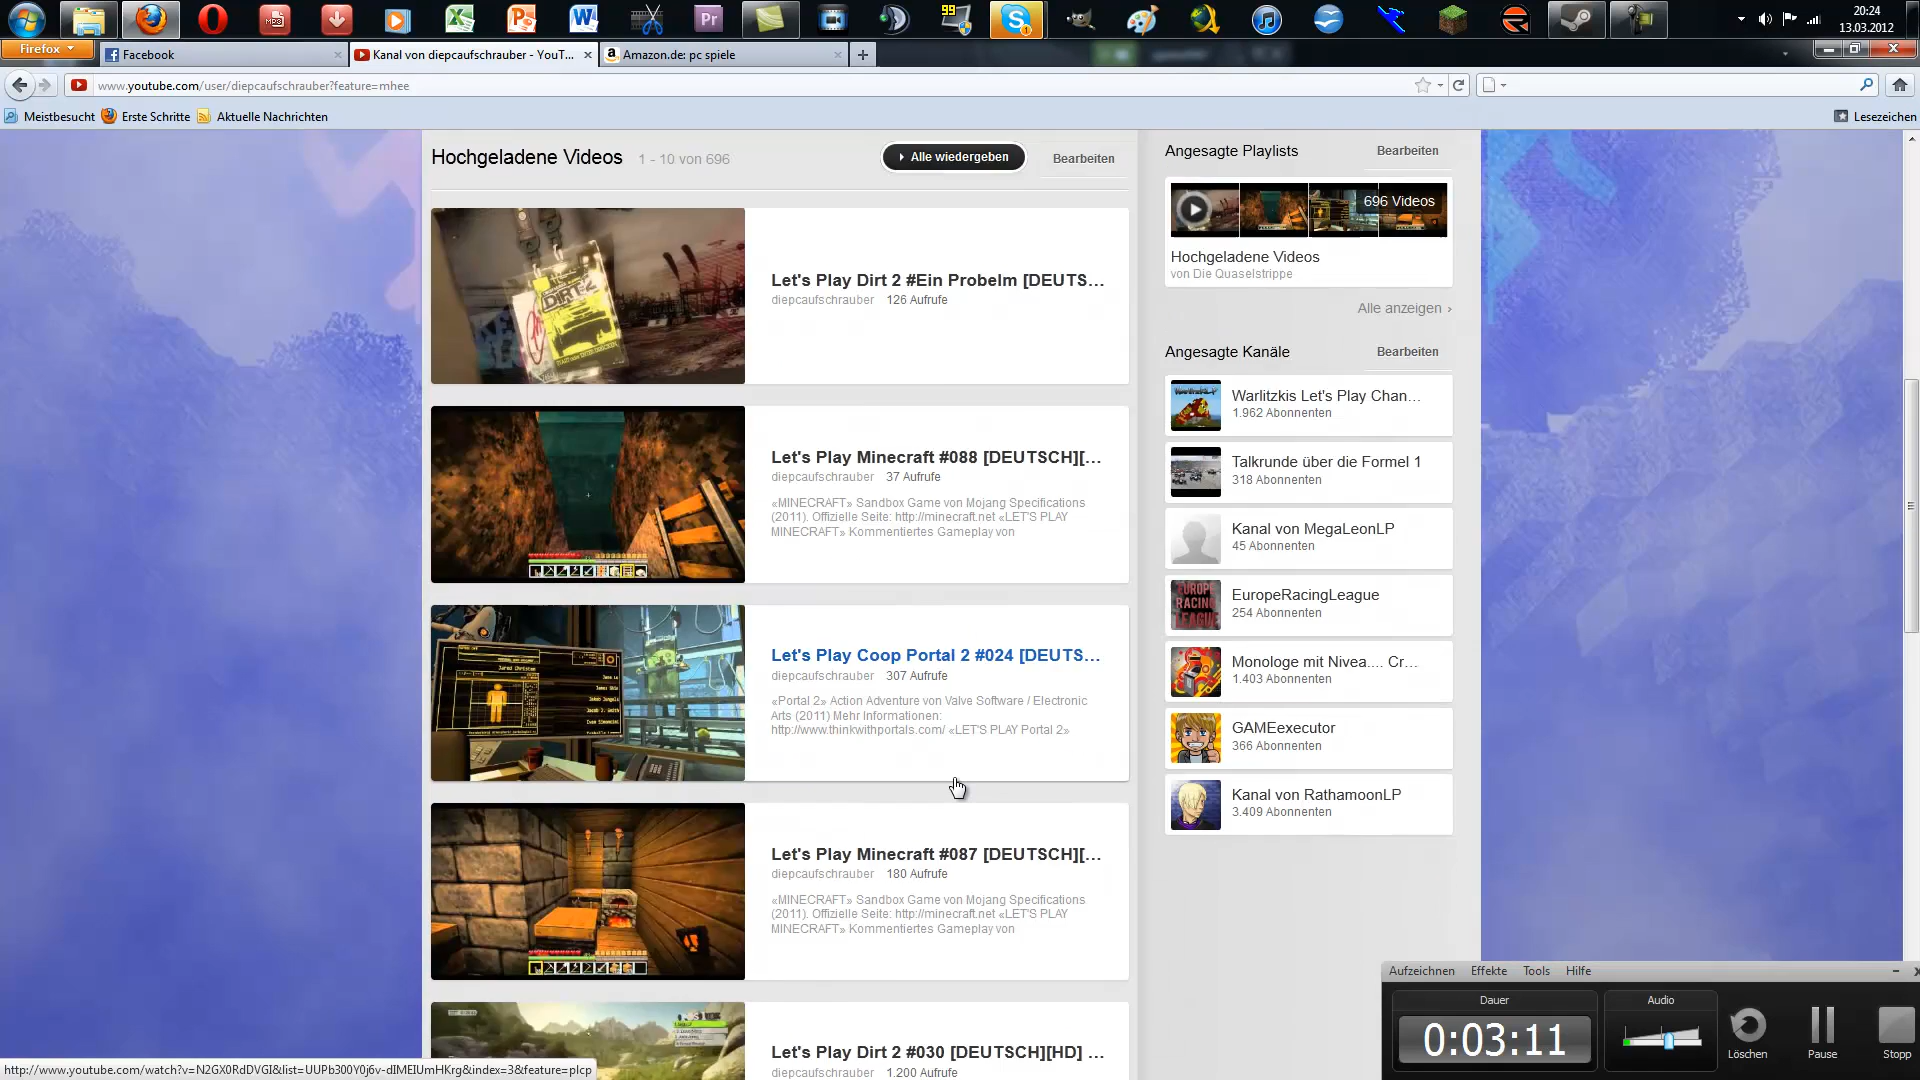 99
20:24
13.03.2012
Firefox
Facebook
Kanal von diepcaufschrauber - YouT...
Amazon.de: pc spiele
www.youtube.com/user/diepcaufschrauber?feature=mhee
Meistbesucht
Erste Schritte
Aktuelle Nachrichten
Lesezeichen
Hochgeladene Videos 1 - 10 von 696
Alle wiedergeben
Bearbeiten
Let's Play Dirt 2 #Ein Probelm [DEUTS...
diepcaufschrauber 126 Aufrufe
Let's Play Minecraft #088 [DEUTSCH][...
diepcaufschrauber 37 Aufrufe
«MINECRAFT» Sandbox Game von Mojang Specifications
(2011). Offizielle Seite: http://minecraft.net «LET'S PLAY
MINECRAFT» Kommentiertes Gameplay von
Let's Play Coop Portal 2 #024 [DEUTS...
diepcaufschrauber 307 Aufrufe
«Portal 2» Action Adventure von Valve Software / Electronic
Arts (2011) Mehr Informationen:
http://www.thinkwithportals.com/ «LET'S PLAY Portal 2»
Let's Play Minecraft #087 [DEUTSCH][...
diepcaufschrauber 180 Aufrufe
«MINECRAFT» Sandbox Game von Mojang Specifications
(2011). Offizielle Seite: http://minecraft.net «LET'S PLAY
MINECRAFT» Kommentiertes Gameplay von
Let's Play Dirt 2 #030 [DEUTSCH][HD] ...
diepcaufschrauber 1.200 Aufrufe
Angesagte Playlists
Bearbeiten
696 Videos
Hochgeladene Videos
von Die Quaselstrippe
Alle anzeigen ›
Angesagte Kanäle
Bearbeiten
Warlitzkis Let's Play Chan...
1.962 Abonnenten
Talkrunde über die Formel 1
318 Abonnenten
Kanal von MegaLeonLP
45 Abonnenten
EUROPE
RACING
LEAGUE
EuropeRacingLeague
254 Abonnenten
Monologe mit Nivea.... Cr...
1.403 Abonnenten
GAMEexecutor
366 Abonnenten
Kanal von RathamoonLP
3.409 Abonnenten
Aufzeichnen Effekte Tools Hilfe
Dauer
0:03:11
Audio
Löschen
Pause
Stopp
http://www.youtube.com/watch?v=N2GX0RdDVGI&list=UUPb300Y0j6v-dIMEIUmHKrg&index=3&feature=plcp